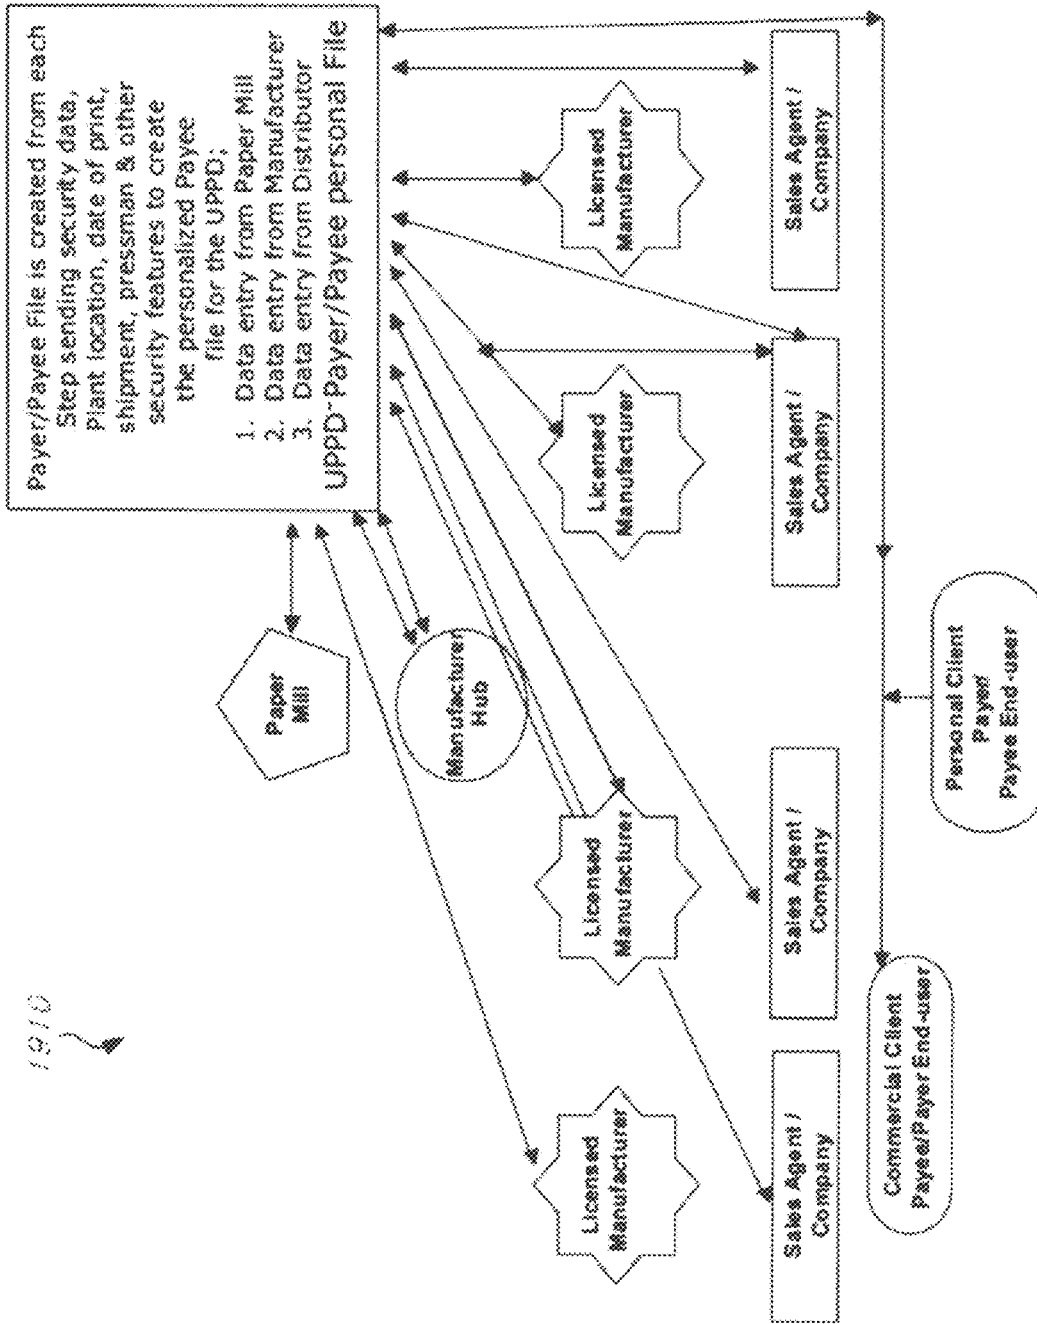 1910
Payer/Payee File is created from each
Step sending security data,
Plant location, date of print,
shipment, pressman & other
security features to create
the personalized Payee
file for the UPPD;
1. Data entry from Paper Mill
2. Data entry from Manufacturer
3. Data entry from Distributor
UPPD~Payer/Payee personal File
Paper
Mill
Manufacturer
Hub
Licensed
Manufacturer
Licensed
Manufacturer
Licensed
Manufacturer
Licensed
Manufacturer
Sales Agent /
Company
Sales Agent /
Company
Sales Agent /
Company
Sales Agent /
Company
Commercial Client
Payee/Payer End-user
Personal Client
Payer/
Payee End-user